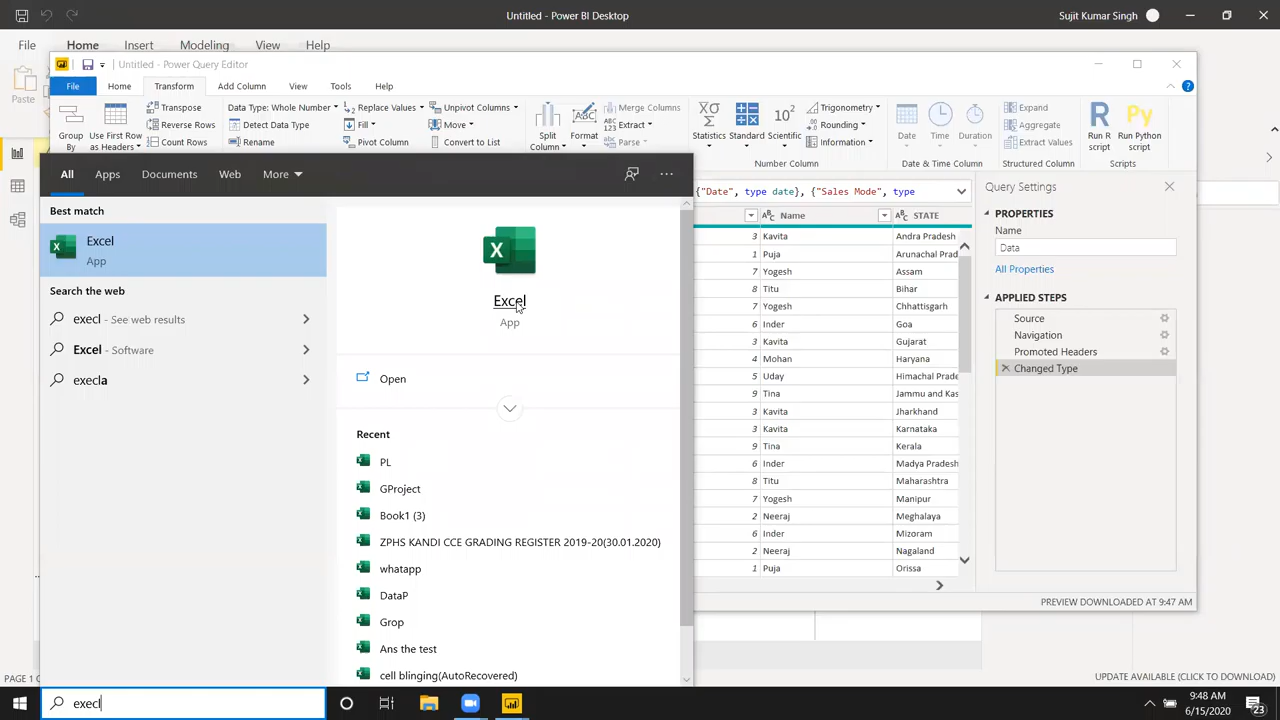 Untitled - Power BI Desktop
Sujit Kumar Singh
File Home Insert Modeling View Help
Untitled - Power Query Editor
File Home Transform Add Column View Tools Help
Paste
Group By
Use First Row as Headers
Transpose
Reverse Rows
Count Rows
Data Type: Whole Number
Detect Data Type
Rename
Replace Values
Fill
Pivot Column
Unpivot Columns
Move
Convert to List
Split Column
Format
Merge Columns
Extract
Parse
Statistics
Standard
Scientific
Trigonometry
Rounding
Information
Number Column
Date
Time
Duration
Date & Time Column
Expand
Aggregate
Extract Values
Structured Column
Run R script
Run Python script
Scripts
All Apps Documents Web More
Best match
Excel
App
Search the web
execl - See web results
Excel - Software
execla
Excel
App
Open
Recent
PL
GProject
Book1 (3)
ZPHS KANDI CCE GRADING REGISTER 2019-20(30.01.2020)
whatapp
DataP
Grop
Ans the test
cell blinging(AutoRecovered)
{"Date", type date}, {"Sales Mode", type
Name STATE
3 Kavita Andra Pradesh
1 Puja Arunachal Prad
7 Yogesh Assam
8 Titu Bihar
7 Yogesh Chhattisgarh
6 Inder Goa
3 Kavita Gujarat
4 Mohan Haryana
5 Uday Himachal Prade
9 Tina Jammu and Kas
3 Kavita Jharkhand
3 Kavita Karnataka
9 Tina Kerala
6 Inder Madya Pradesh
8 Titu Maharashtra
7 Yogesh Manipur
2 Neeraj Meghalaya
6 Inder Mizoram
2 Neeraj Nagaland
1 Puja Orissa
Query Settings
PROPERTIES
Name
Data
All Properties
APPLIED STEPS
Source
Navigation
Promoted Headers
Changed Type
PREVIEW DOWNLOADED AT 9:47 AM
PAGE 1 O
UPDATE AVAILABLE (CLICK TO DOWNLOAD)
execl
9:48 AM
6/15/2020
23